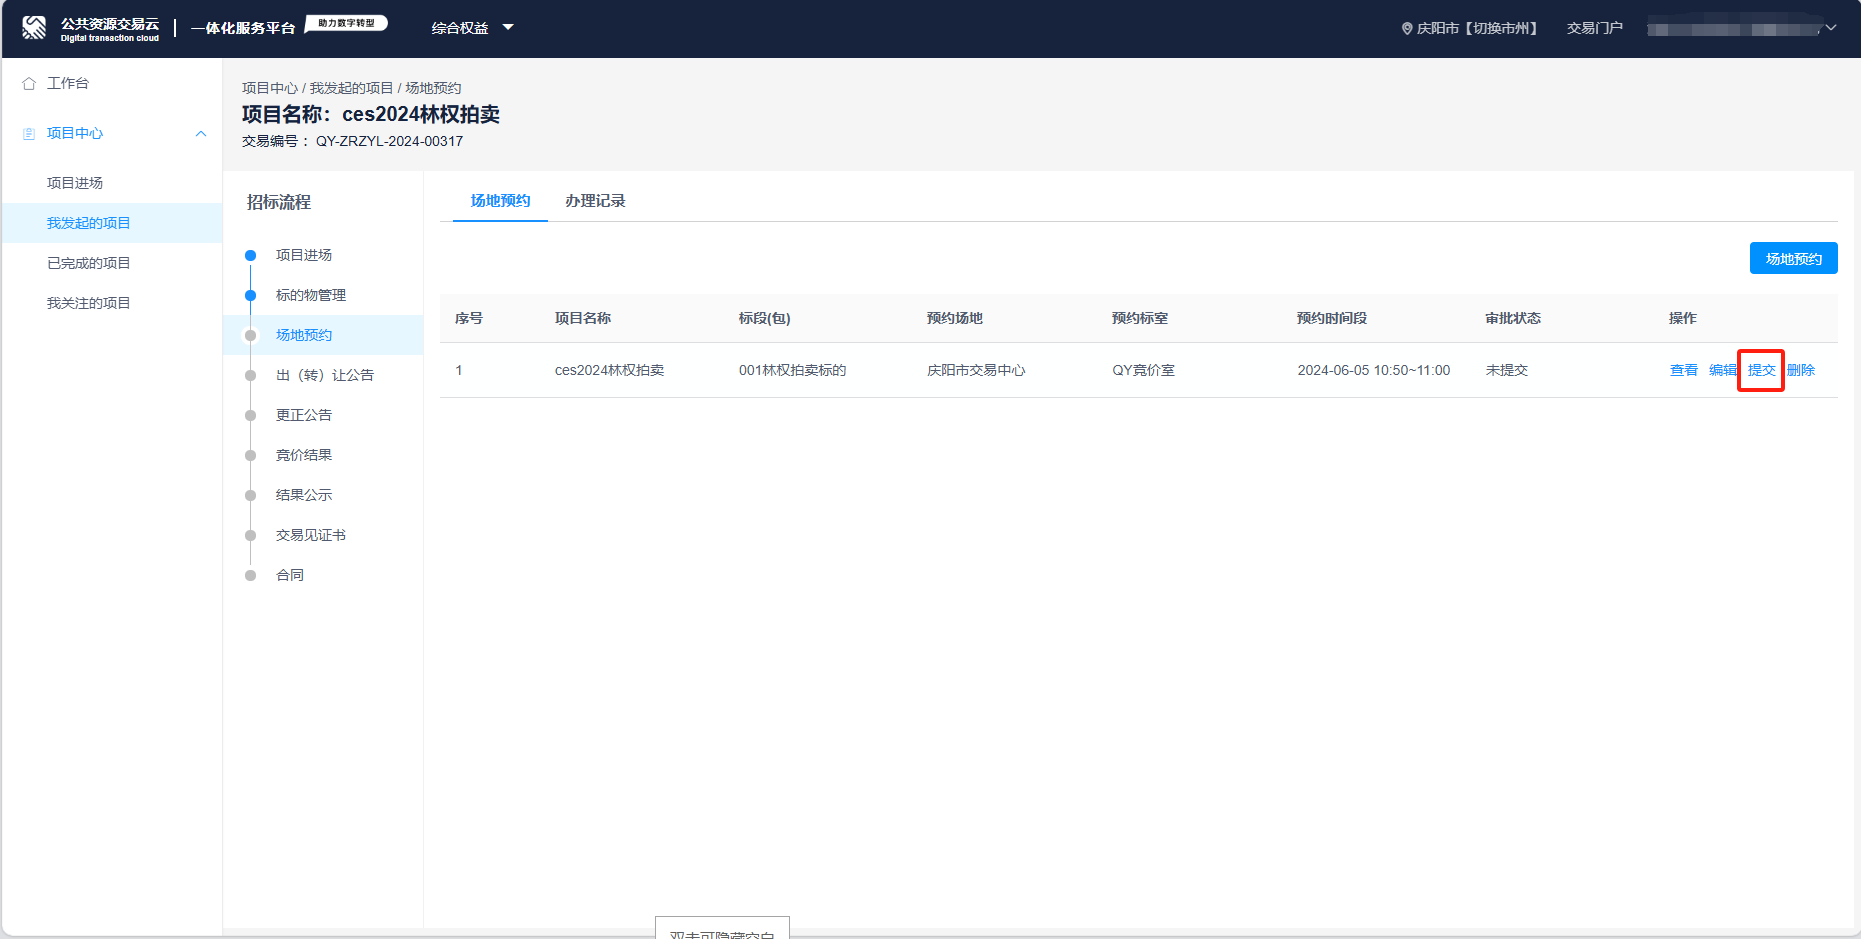 公共资源交易云
Digital transaction cloud
一体化服务平台
助力数字转型
综合权益
庆阳市【切换市州】
交易门户
工作台
项目中心
项目进场
我发起的项目
已完成的项目
我关注的项目
项目中心 / 我发起的项目 / 场地预约
项目名称：ces2024林权拍卖
交易编号： QY-ZRZYL-2024-00317
招标流程
项目进场
标的物管理
场地预约
出（转）让公告
更正公告
竞价结果
结果公示
交易见证书
合同
场地预约 办理记录
场地预约
序号 项目名称 标段(包) 预约场地 预约标室 预约时间段 审批状态 操作
1 ces2024林权拍卖 001林权拍卖标的 庆阳市交易中心 QY竞价室 2024-06-05 10:50~11:00 未提交 查看 编辑 提交 删除
双击可隐藏空白